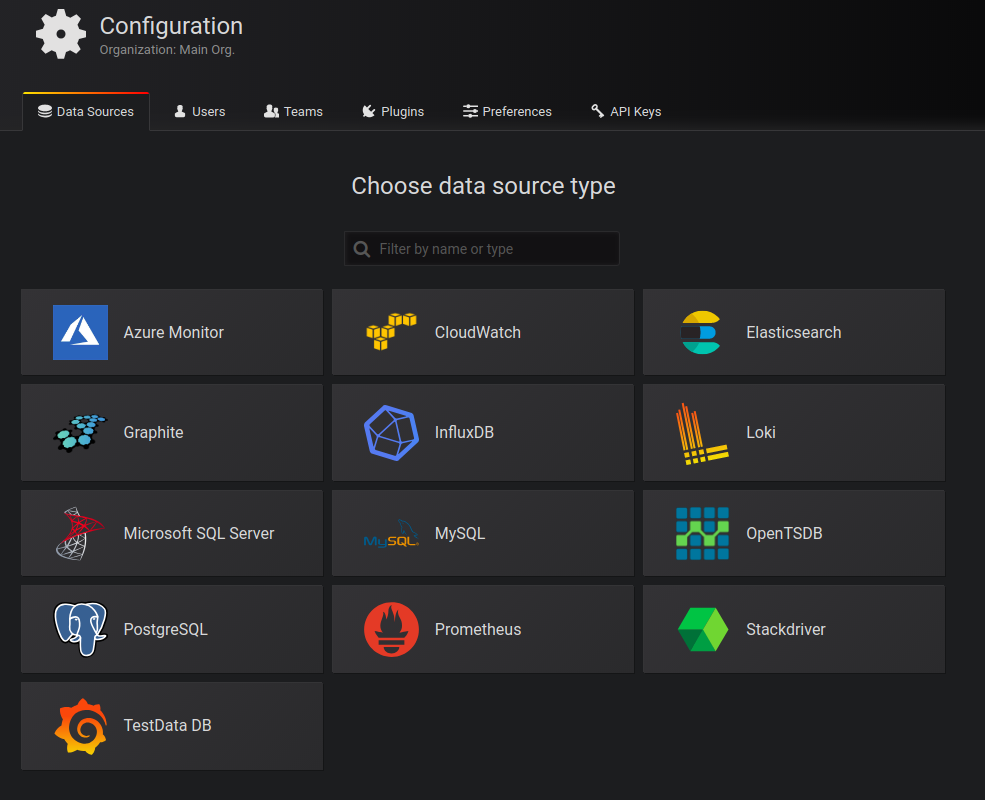 Configuration
Organization: Main Org.
Data Sources Users Teams Plugins Preferences API Keys
Choose data source type
Filter by name or type
Azure Monitor CloudWatch Elasticsearch
Graphite InfluxDB Loki
Microsoft SQL Server MySQL MySQL OpenTSDB
PostgreSQL Prometheus Stackdriver
TestData DB